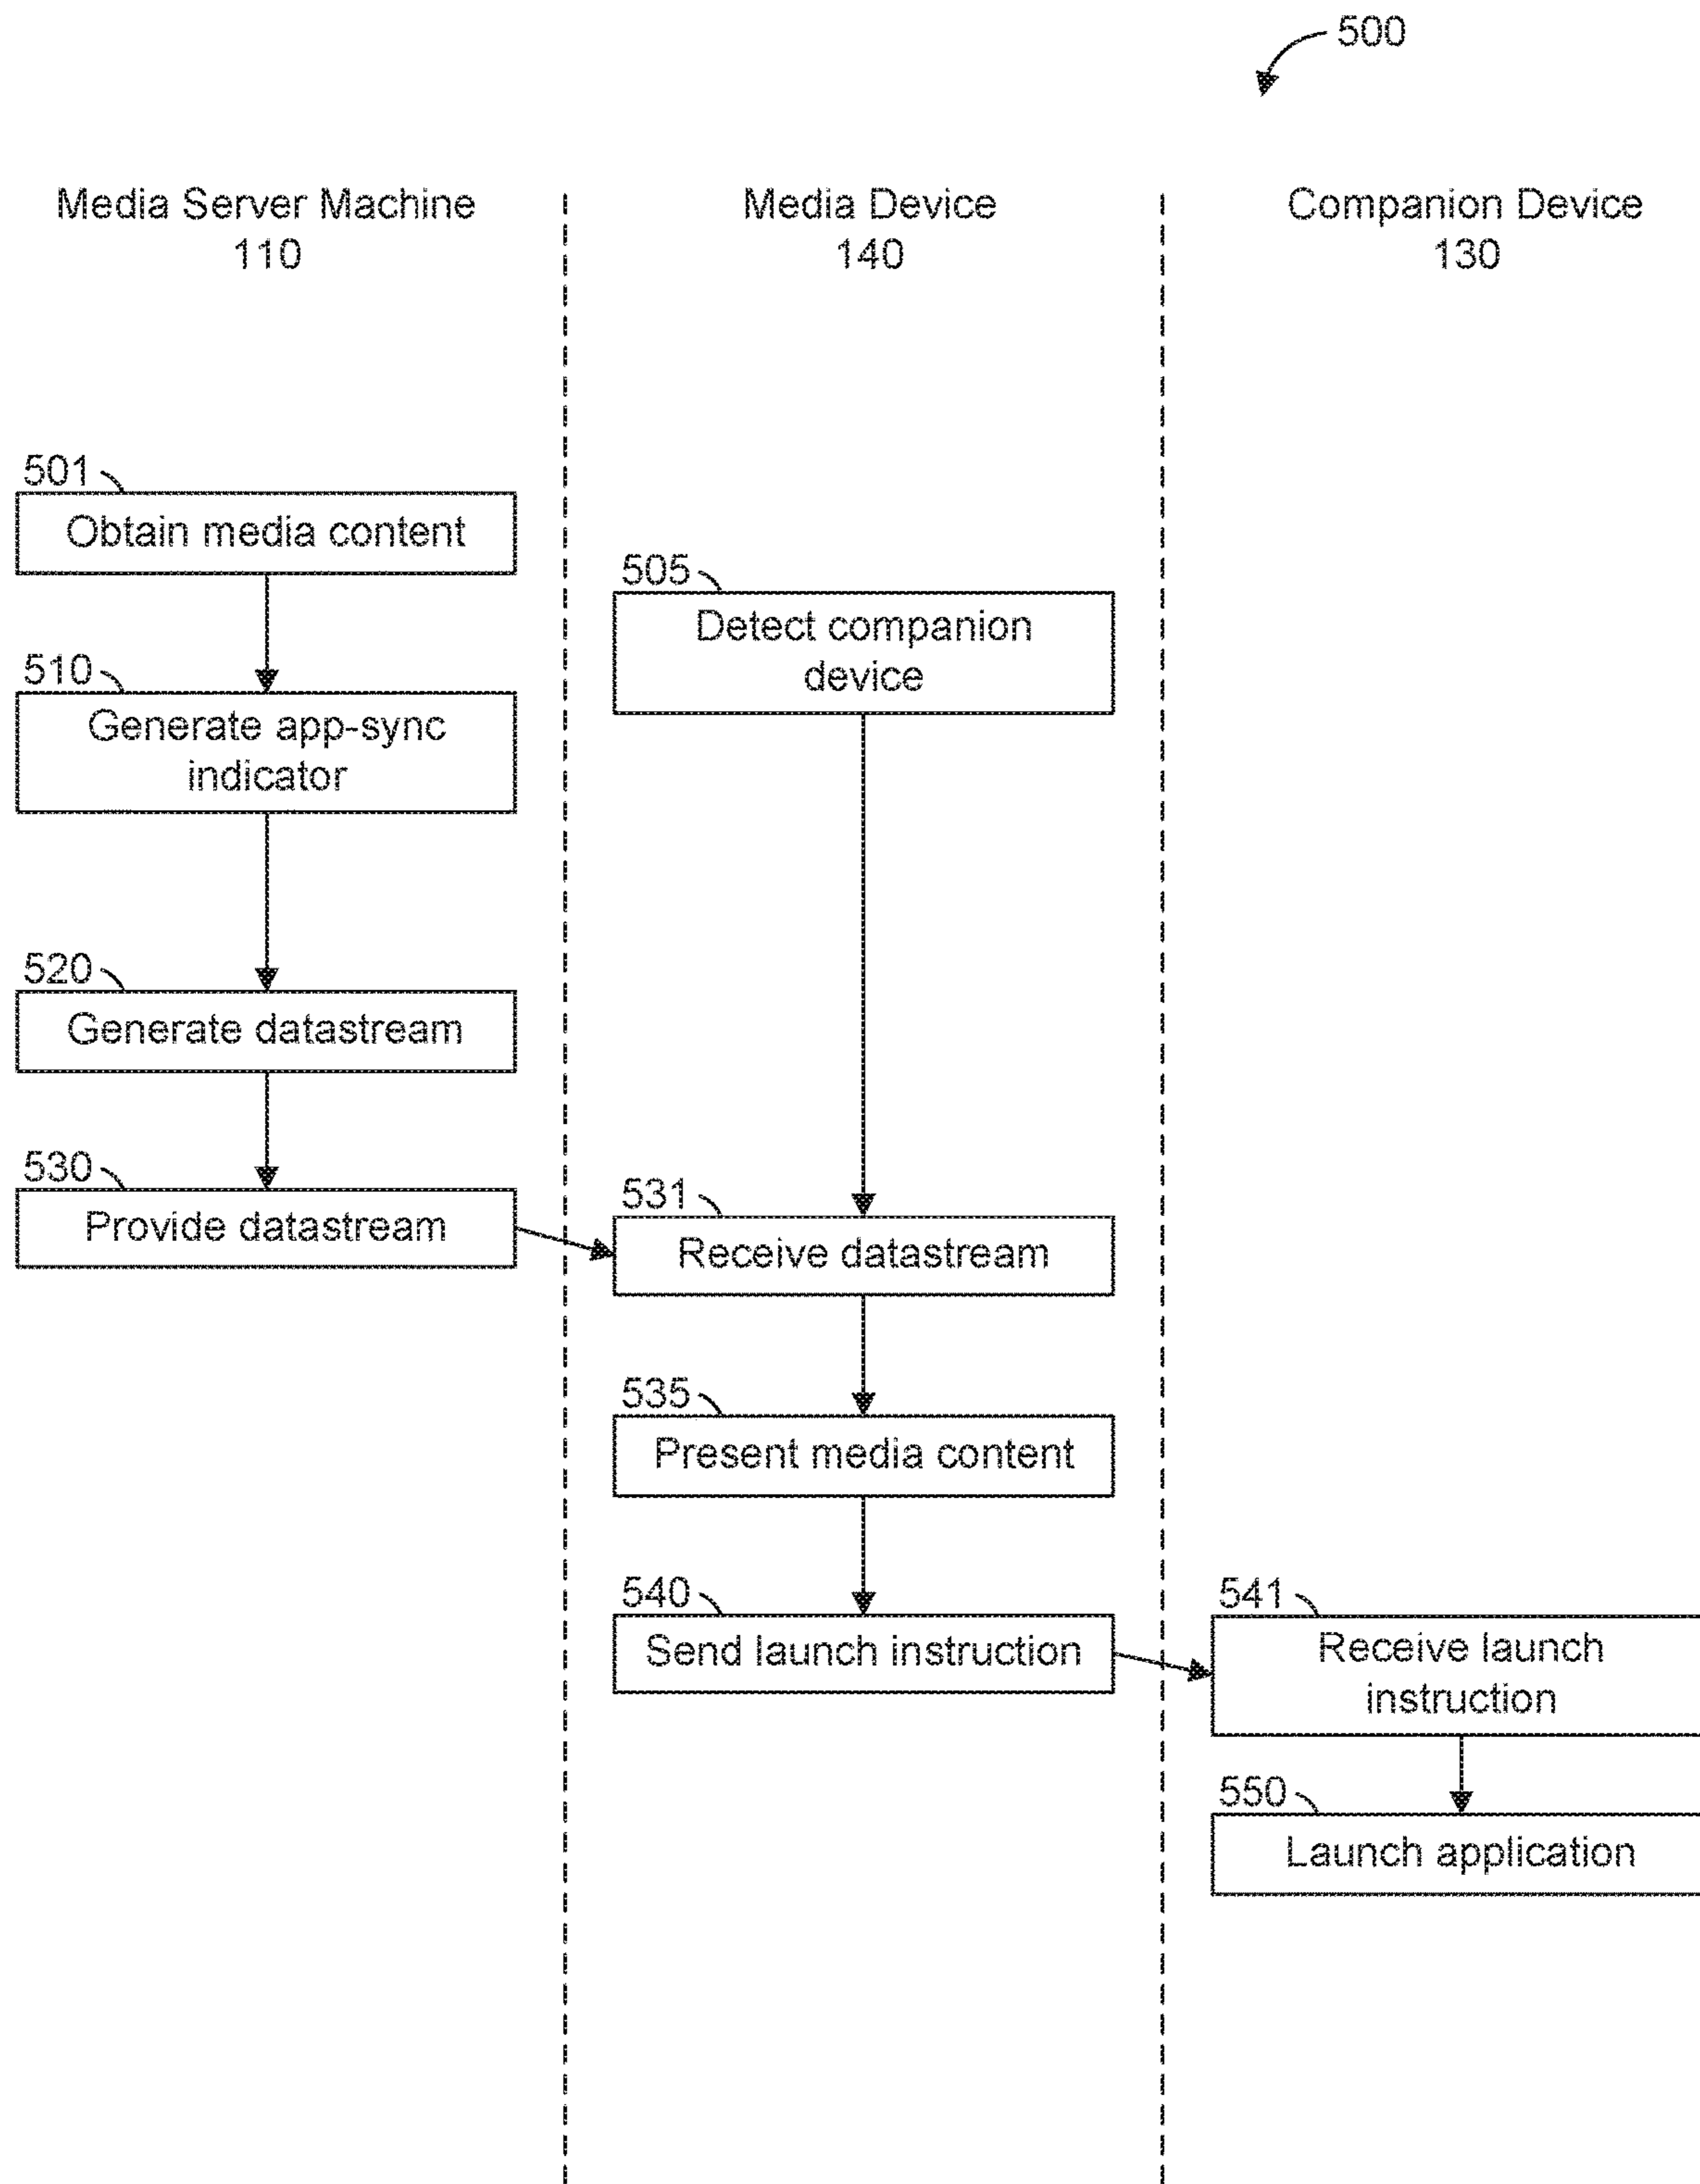 500
Media Server Machine
110
Media Device
140
Companion Device
130
501
Obtain media content
505
Detect companion
device
510
Generate app-sync
indicator
520
Generate datastream
530
Provide datastream
531
Receive datastream
535
Present media content
540
Send launch instruction
541
Receive launch
instruction
550
Launch application